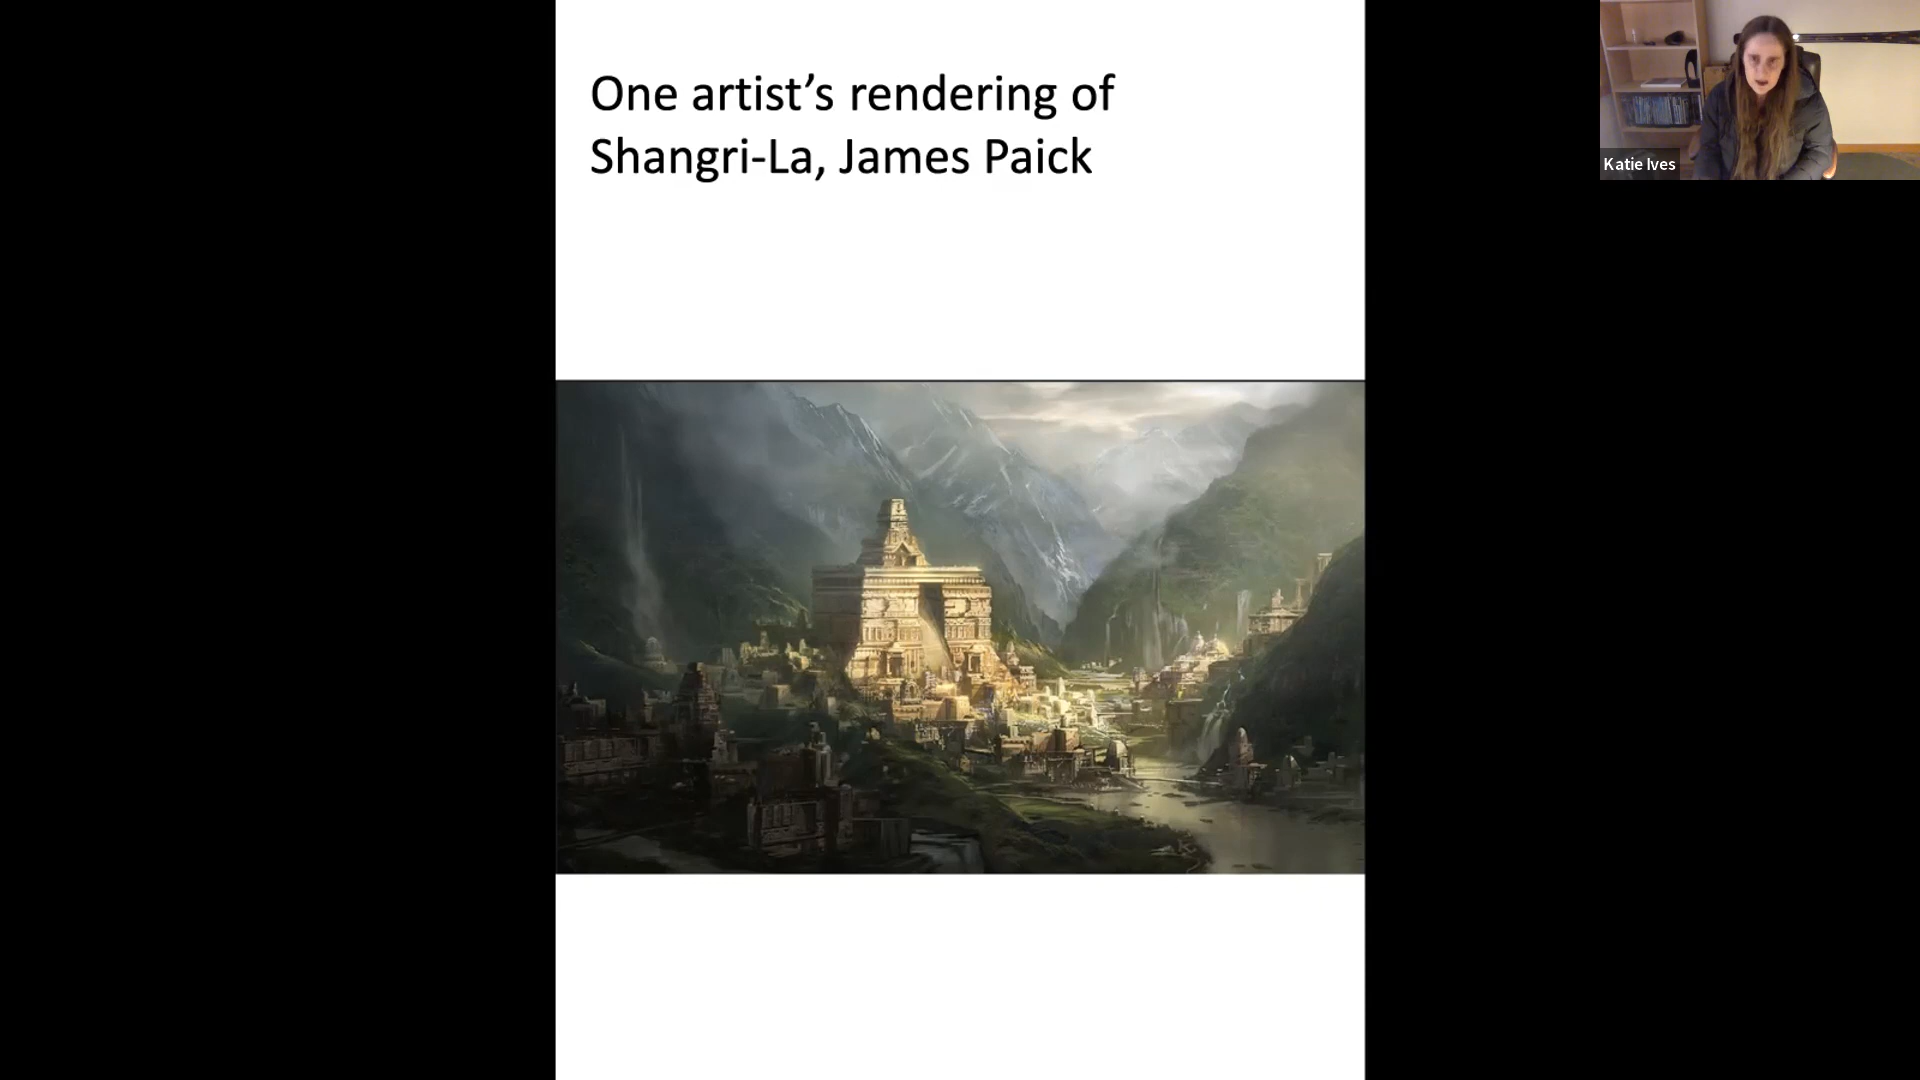 One artist’s rendering of
Shangri-La, James Paick
Katie Ives